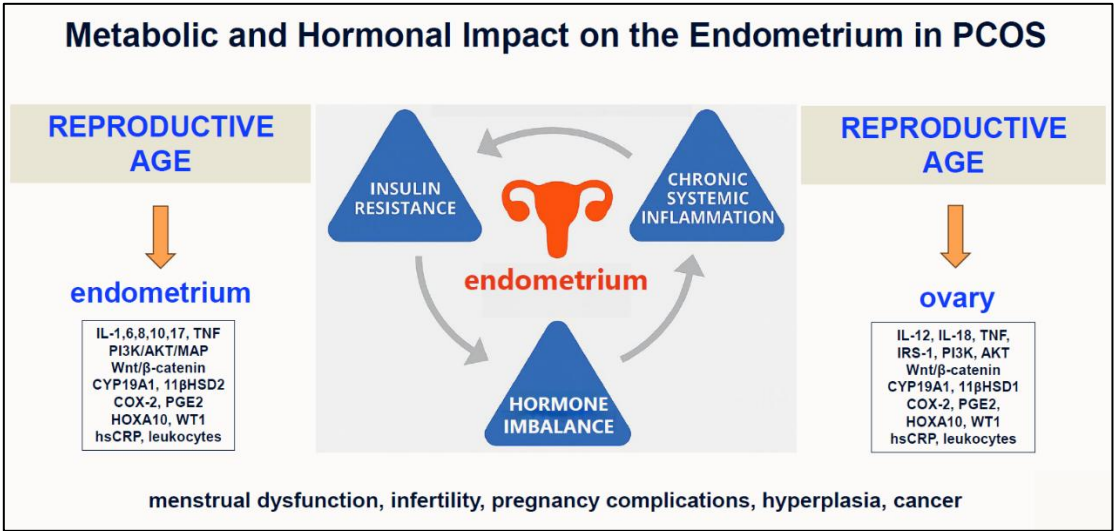 Metabolic and Hormonal Impact on the Endometrium in PCOS
REPRODUCTIVE
AGE
endometrium
IL-1,6,8,10,17, TNF
PI3K/AKT/MAP
Wnt/β-catenin
CYP19A1, 11βHSD2
COX-2, PGE2
HOXA10, WT1
hsCRP, leukocytes
INSULIN
RESISTANCE
CHRONIC
SYSTEMIC
INFLAMMATION
endometrium
HORMONE
IMBALANCE
REPRODUCTIVE
AGE
ovary
IL-12, IL-18, TNF,
IRS-1, PI3K, AKT
Wnt/β-catenin
CYP19A1, 11βHSD1
COX-2, PGE2,
HOXA10, WT1
hsCRP, leukocytes
menstrual dysfunction, infertility, pregnancy complications, hyperplasia, cancer